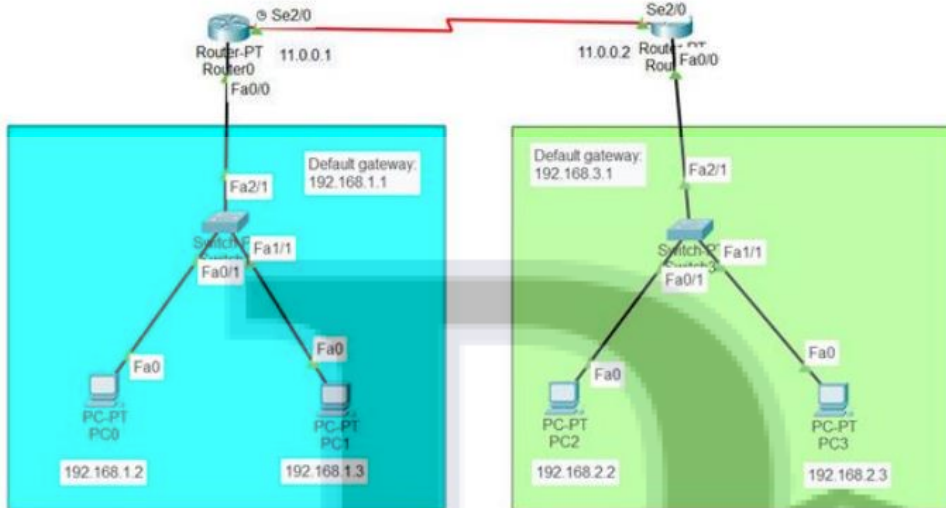 Se2/0
Se2/0
Router-PT
Router0
11.0.0.1
11.0.0.2
Fa0/0
Fa0/0
Default gateway:
192.168.1.1
Default gateway:
192.168.3.1
Fa2/1
Fa2/1
Fa1/1
Fa0/1
Switch3
Fa1/1
Fa0/1
Fa0
Fa0
Fa0
Fa0
PC-PT
PC0
PC-PT
PC1
PC-PT
PC2
PC-PT
PC3
192.168.1.2
192.168.1.3
192.168.2.2
192.168.2.3